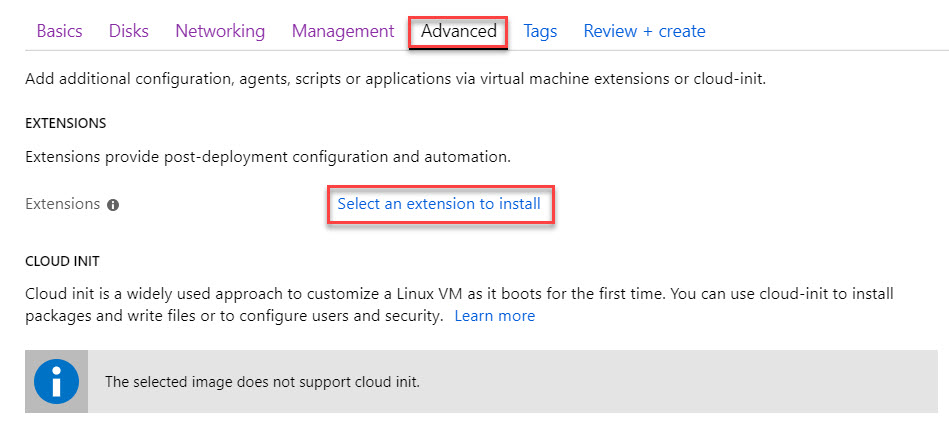 Basics Disks Networking Management Advanced Tags Review + create
Add additional configuration, agents, scripts or applications via virtual machine extensions or cloud-init.
EXTENSIONS
Extensions provide post-deployment configuration and automation.
Extensions Select an extension to install
CLOUD INIT
Cloud init is a widely used approach to customize a Linux VM as it boots for the first time. You can use cloud-init to install
packages and write files or to configure users and security. Learn more
The selected image does not support cloud init.